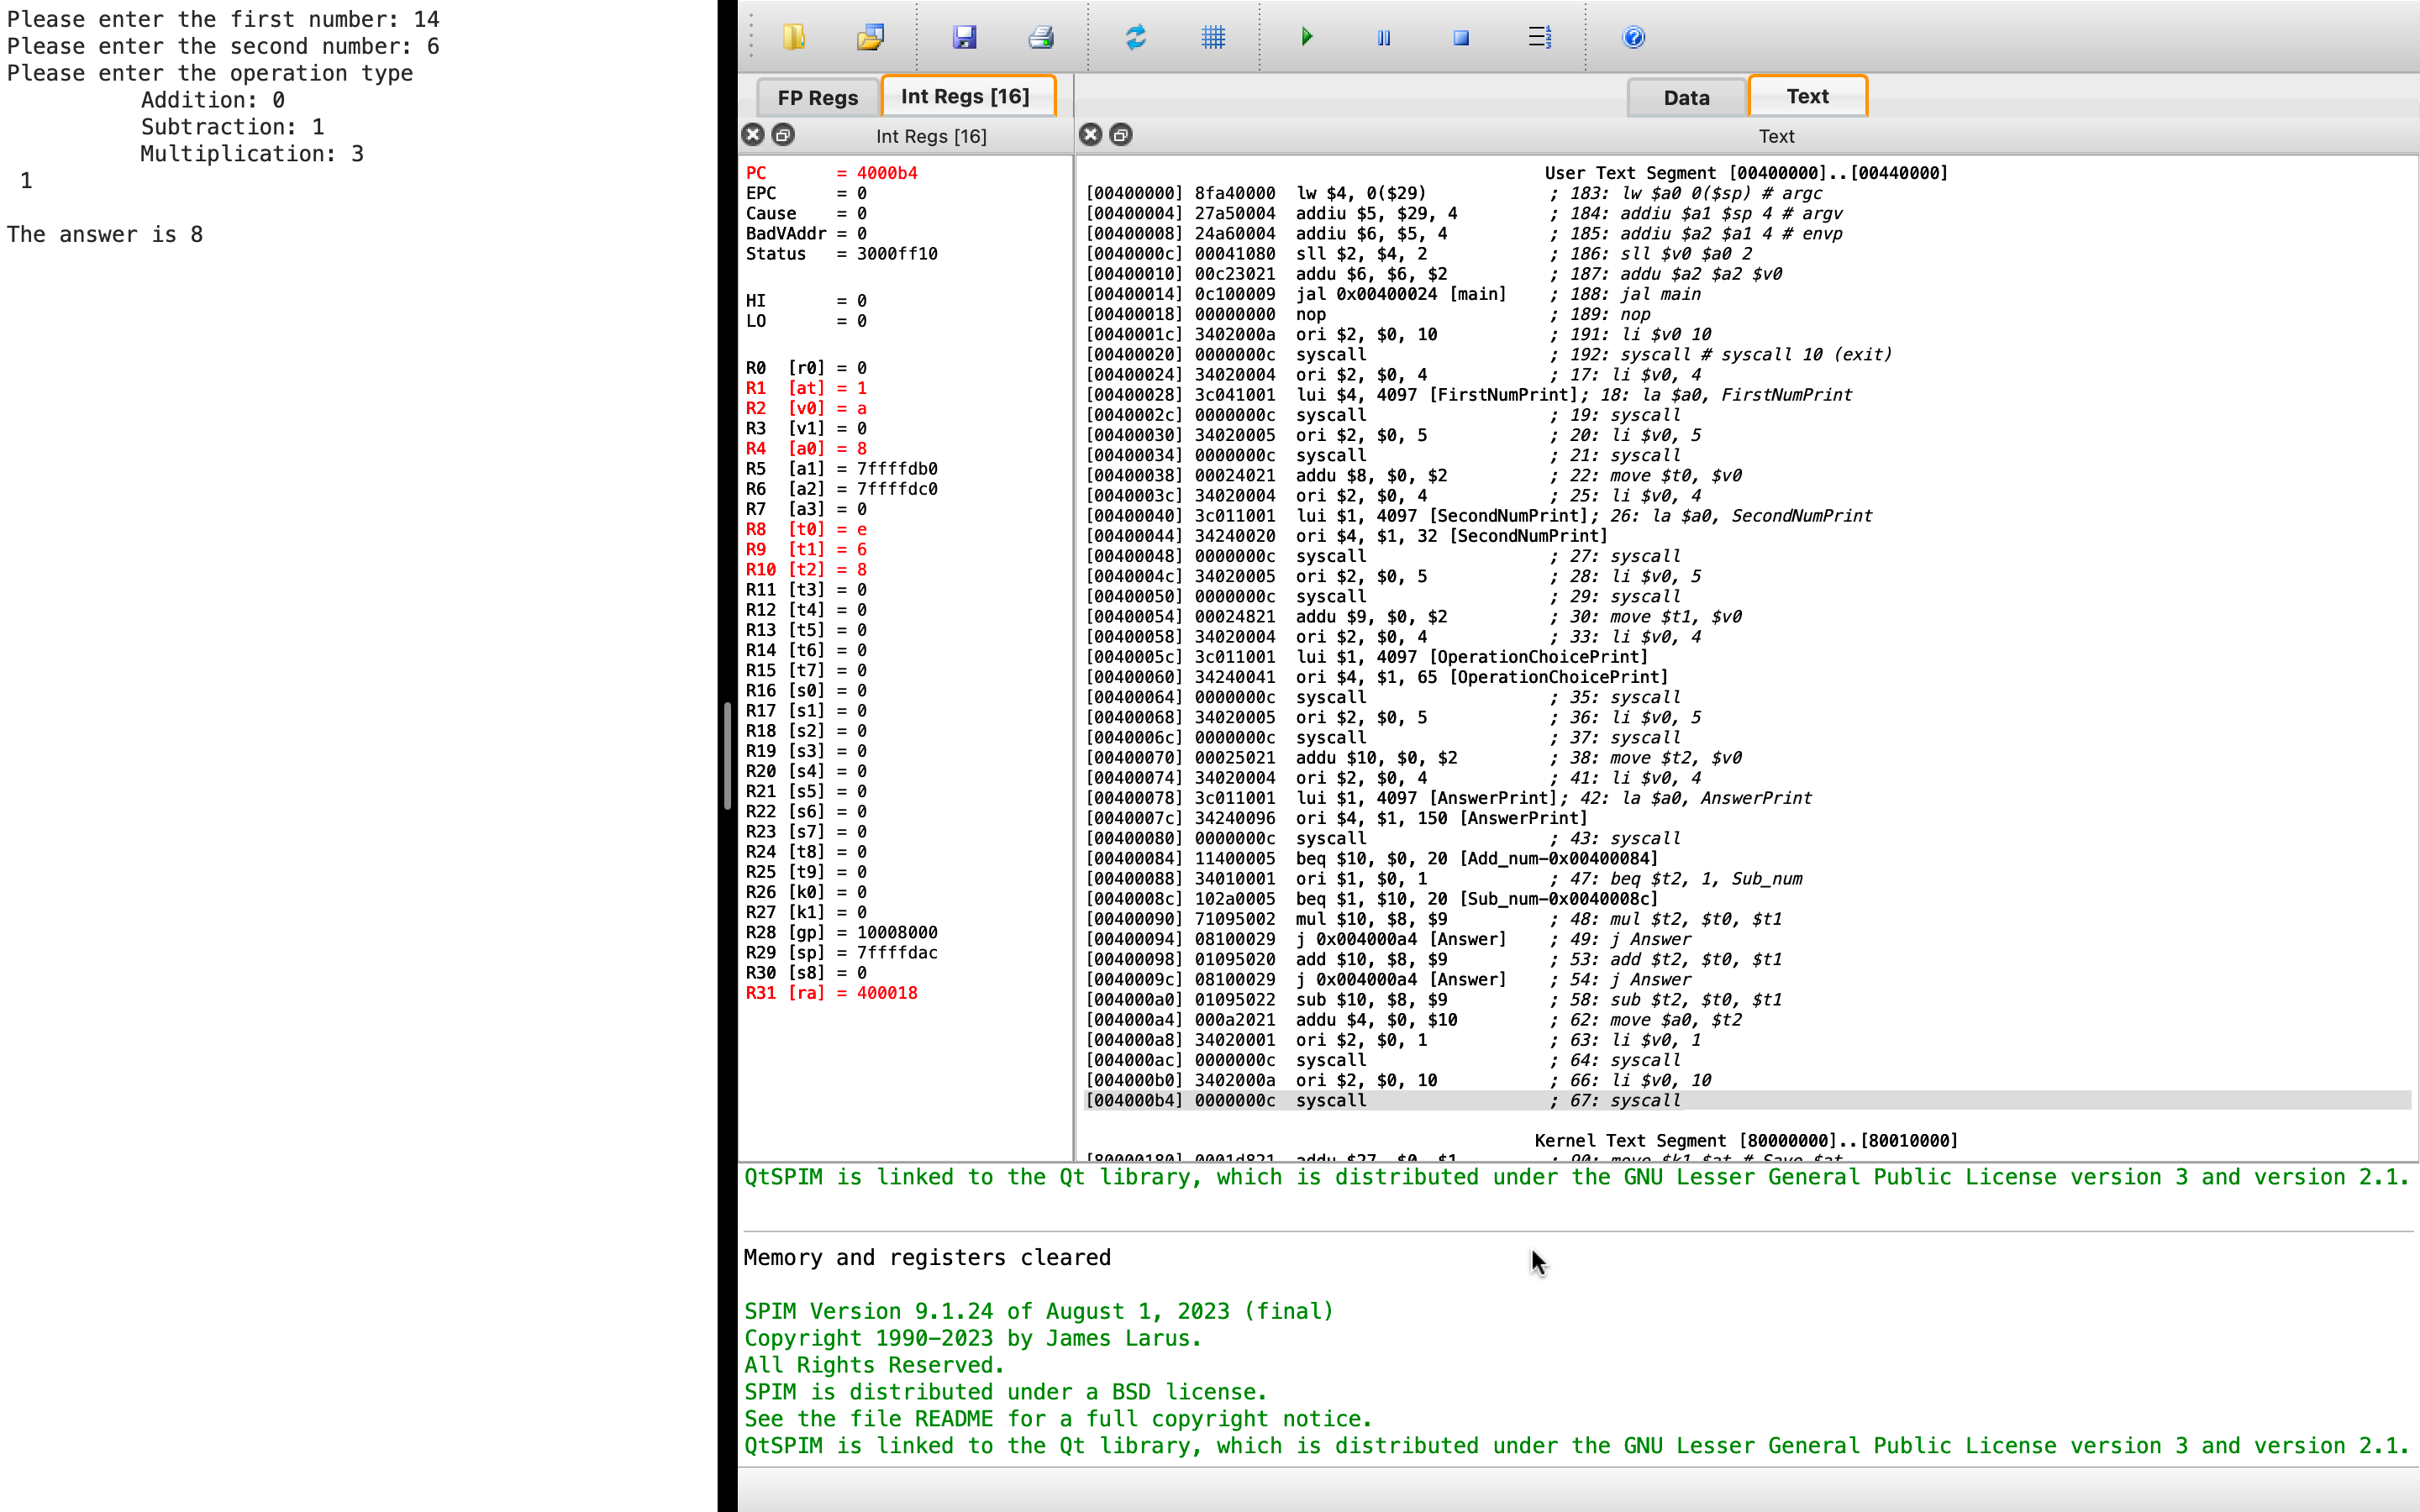 Please enter the first number: 14
Please enter the second number: 6
Please enter the operation type
Addition: 0
Subtraction: 1
Multiplication: 3
1
The answer is 8
FP Regs
Int Regs [16]
Data
Text
Int Regs [16]
Text
PC = 4000b4
EPC = 0
Cause = 0
BadVAddr = 0
Status = 3000ff10
HI = 0
LO = 0
R0 [r0] = 0
R1 [at] = 1
R2 [v0] = a
R3 [v1] = 0
R4 [a0] = 8
R5 [a1] = 7ffffdb0
R6 [a2] = 7ffffdc0
R7 [a3] = 0
R8 [t0] = e
R9 [t1] = 6
R10 [t2] = 8
R11 [t3] = 0
R12 [t4] = 0
R13 [t5] = 0
R14 [t6] = 0
R15 [t7] = 0
R16 [s0] = 0
R17 [s1] = 0
R18 [s2] = 0
R19 [s3] = 0
R20 [s4] = 0
R21 [s5] = 0
R22 [s6] = 0
R23 [s7] = 0
R24 [t8] = 0
R25 [t9] = 0
R26 [k0] = 0
R27 [k1] = 0
R28 [gp] = 10008000
R29 [sp] = 7ffffdac
R30 [s8] = 0
R31 [ra] = 400018
User Text Segment [00400000]..[00440000]
[00400000] 8fa40000 lw $4, 0($29) ; 183: lw $a0 0($sp) # argc
[00400004] 27a50004 addiu $5, $29, 4 ; 184: addiu $a1 $sp 4 # argv
[00400008] 24a60004 addiu $6, $5, 4 ; 185: addiu $a2 $a1 4 # envp
[0040000c] 00041080 sll $2, $4, 2 ; 186: sll $v0 $a0 2
[00400010] 00c23021 addu $6, $6, $2 ; 187: addu $a2 $a2 $v0
[00400014] 0c100009 jal 0x00400024 [main] ; 188: jal main
[00400018] 00000000 nop ; 189: nop
[0040001c] 3402000a ori $2, $0, 10 ; 191: li $v0 10
[00400020] 0000000c syscall ; 192: syscall # syscall 10 (exit)
[00400024] 34020004 ori $2, $0, 4 ; 17: li $v0, 4
[00400028] 3c041001 lui $4, 4097 [FirstNumPrint]; 18: la $a0, FirstNumPrint
[0040002c] 0000000c syscall ; 19: syscall
[00400030] 34020005 ori $2, $0, 5 ; 20: li $v0, 5
[00400034] 0000000c syscall ; 21: syscall
[00400038] 00024021 addu $8, $0, $2 ; 22: move $t0, $v0
[0040003c] 34020004 ori $2, $0, 4 ; 25: li $v0, 4
[00400040] 3c011001 lui $1, 4097 [SecondNumPrint]; 26: la $a0, SecondNumPrint
[00400044] 34240020 ori $4, $1, 32 [SecondNumPrint]
[00400048] 0000000c syscall ; 27: syscall
[0040004c] 34020005 ori $2, $0, 5 ; 28: li $v0, 5
[00400050] 0000000c syscall ; 29: syscall
[00400054] 00024821 addu $9, $0, $2 ; 30: move $t1, $v0
[00400058] 34020004 ori $2, $0, 4 ; 33: li $v0, 4
[0040005c] 3c011001 lui $1, 4097 [OperationChoicePrint]
[00400060] 34240041 ori $4, $1, 65 [OperationChoicePrint]
[00400064] 0000000c syscall ; 35: syscall
[00400068] 34020005 ori $2, $0, 5 ; 36: li $v0, 5
[0040006c] 0000000c syscall ; 37: syscall
[00400070] 00025021 addu $10, $0, $2 ; 38: move $t2, $v0
[00400074] 34020004 ori $2, $0, 4 ; 41: li $v0, 4
[00400078] 3c011001 lui $1, 4097 [AnswerPrint]; 42: la $a0, AnswerPrint
[0040007c] 34240096 ori $4, $1, 150 [AnswerPrint]
[00400080] 0000000c syscall ; 43: syscall
[00400084] 11400005 beq $10, $0, 20 [Add_num-0x00400084]
[00400088] 34010001 ori $1, $0, 1 ; 47: beq $t2, 1, Sub_num
[0040008c] 102a0005 beq $1, $10, 20 [Sub_num-0x0040008c]
[00400090] 71095002 mul $10, $8, $9 ; 48: mul $t2, $t0, $t1
[00400094] 08100029 j 0x004000a4 [Answer] ; 49: j Answer
[00400098] 01095020 add $10, $8, $9 ; 53: add $t2, $t0, $t1
[0040009c] 08100029 j 0x004000a4 [Answer] ; 54: j Answer
[004000a0] 01095022 sub $10, $8, $9 ; 58: sub $t2, $t0, $t1
[004000a4] 000a2021 addu $4, $0, $10 ; 62: move $a0, $t2
[004000a8] 34020001 ori $2, $0, 1 ; 63: li $v0, 1
[004000ac] 0000000c syscall ; 64: syscall
[004000b0] 3402000a ori $2, $0, 10 ; 66: li $v0, 10
[004000b4] 0000000c syscall ; 67: syscall
Kernel Text Segment [80000000]..[80010000]
[80000180] 0001d821 addu $27, $0, $1 ; 90: move $k1 $at # Save $at
QtSPIM is linked to the Qt library, which is distributed under the GNU Lesser General Public License version 3 and version 2.1.
Memory and registers cleared
SPIM Version 9.1.24 of August 1, 2023 (final)
Copyright 1990-2023 by James Larus.
All Rights Reserved.
SPIM is distributed under a BSD license.
See the file README for a full copyright notice.
QtSPIM is linked to the Qt library, which is distributed under the GNU Lesser General Public License version 3 and version 2.1.